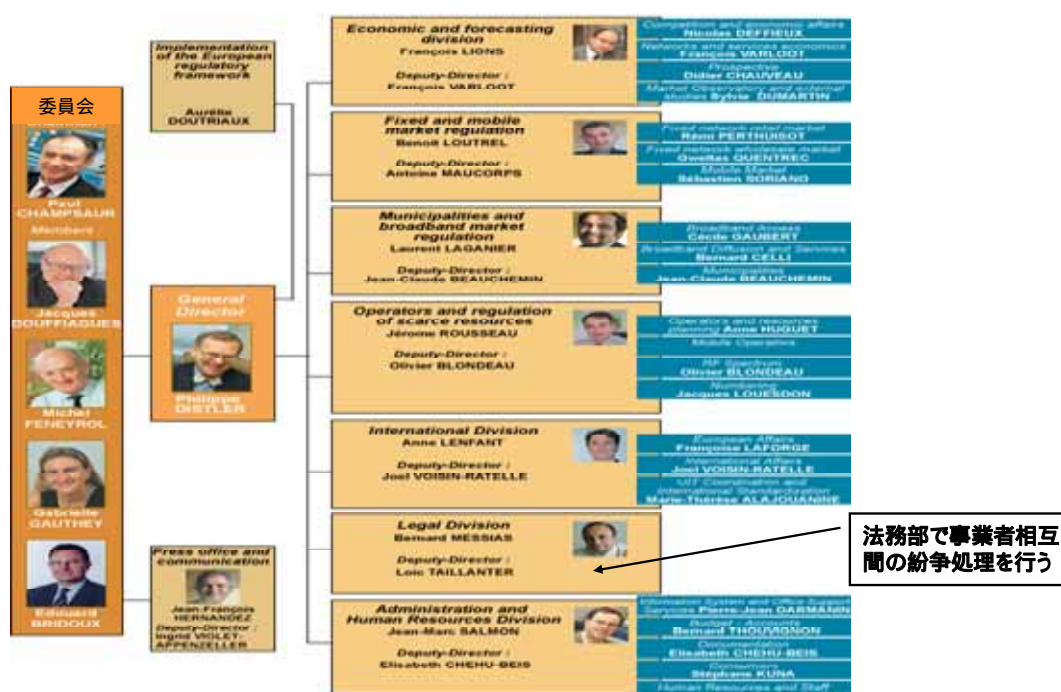 委員会
Paul
CHAMPSAUR
Members :
Jacques
DOUFFIAGUES
Michel
FENEYROL
Gabrielle
GAUTHEY
Edouard
BRIDOUX
Implementation
of the European
regulatory
framework
Aurélie
DOUTRIAUX
General
Director
Philippe
DISTLER
Press office and
communication
Jean-François
HERNANDEZ
Deputy-Director :
Ingrid VIOLET-
APPENZELLER
Economic and forecasting
division
François LIONS
Deputy-Director :
François VARLOOT
Competition and economic affairs
Nicolas DEFFIEUX
Networks and services economics
François VARLOOT
Prospective
Didier CHAUVEAU
Market Observatory and external
studies Sylvie DUMARTIN
Fixed and mobile
market regulation
Benoit LOUTREL
Deputy-Director :
Antoine MAUCORPS
Fixed network retail market
Rémi PERTHUISOT
Fixed network wholesale market
Gweltas QUENTREC
Mobile Market
Sébastien SORIANO
Municipalities and
broadband market
regulation
Laurent LAGANIER
Deputy-Director :
Jean-Claude BEAUCHEMIN
Broadband Access
Cécile GAUBERT
Broadband Diffusion and Services
Bernard CELLI
Municipalities
Jean-Claude BEAUCHEMIN
Operators and regulation
of scarce resources
Jérome ROUSSEAU
Deputy-Director :
Olivier BLONDEAU
Operators and resources
planning Anne HUGUET
Mobile Operators
RF Spectrum
Olivier BLONDEAU
Numbering
Jacques LOUESDON
International Division
Anne LENFANT
Deputy-Director :
Joel VOISIN-RATELLE
European Affairs
Françoise LAFORGE
International Affairs
Joel VOISIN-RATELLE
UIT Coordination and
International Standardization
Marie-Thérèse ALAJOUANINE
Legal Division
Bernard MESSIAS
Deputy-Director :
Loic TAILLANTER
法務部で事業者相互
間の紛争処理を行う
Administration and
Human Resources Division
Jean-Marc SALMON
Deputy-Director :
Elisabeth CHEHU-BEIS
Information System and Office Support
Services Pierre-Jean DARMANIN
Budget - Accounts
Bernard THOUVIGNON
Documentation
Elisabeth CHEHU-BEIS
Consumers
Stéphane KUNA
Human Resources and Staff